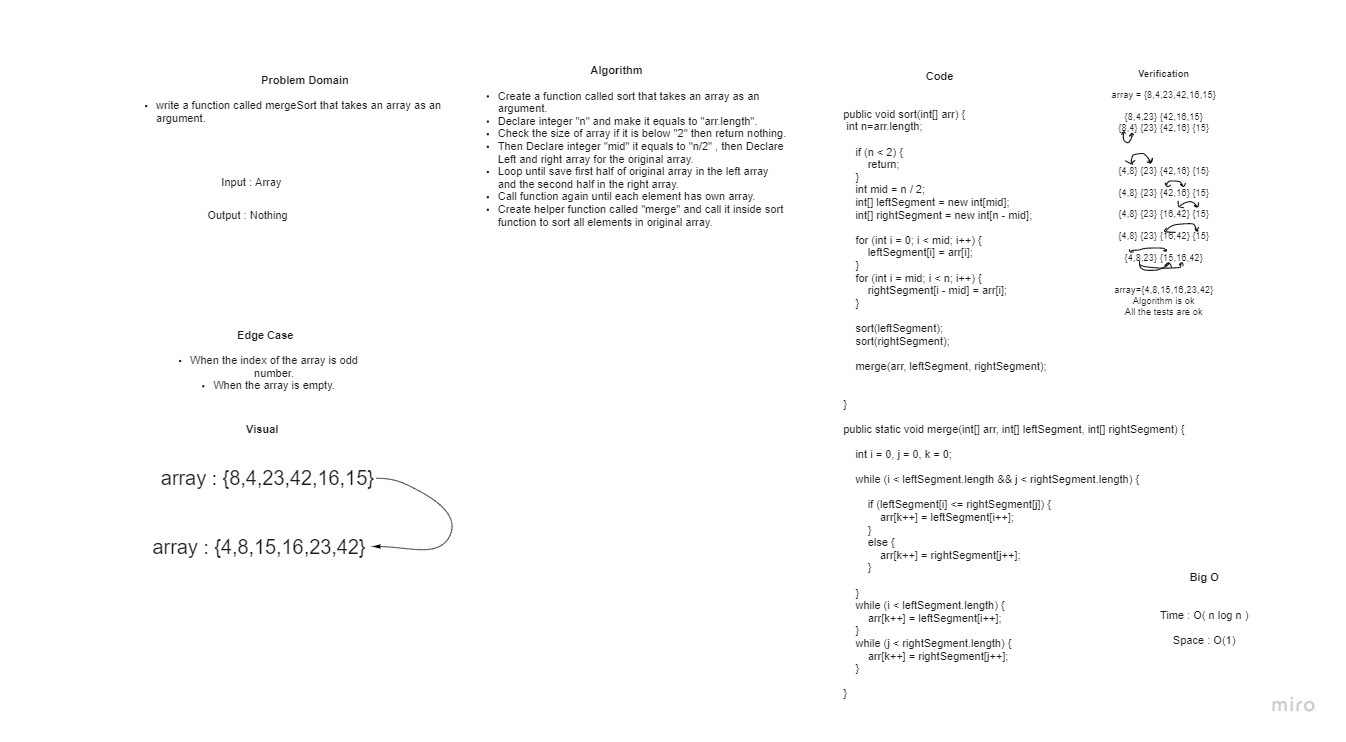 Problem Domain
• write a function called mergeSort that takes an array as an
argument.
Input : Array
Output : Nothing
Edge Case
• When the index of the array is odd
number.
• When the array is empty.
Visual
array : {8,4,23,42,16,15}
array : {4,8,15,16,23,42}
Algorithm
• Create a function called sort that takes an array as an
argument.
• Declare integer "n" and make it equals to "arr.length".
• Check the size of array if it is below "2" then return nothing.
• Then Declare integer "mid" it equals to "n/2" , then Declare
Left and right array for the original array.
• Loop until save first half of original array in the left array
and the second half in the right array.
• Call function again until each element has own array.
• Create helper function called "merge" and call it inside sort
function to sort all elements in original array.
Code
public void sort(int[] arr) {
int n=arr.length;
if (n < 2) {
return;
}
int mid = n / 2;
int[] leftSegment = new int[mid];
int[] rightSegment = new int[n - mid];
for (int i = 0; i < mid; i++) {
leftSegment[i] = arr[i];
}
for (int i = mid; i < n; i++) {
rightSegment[i - mid] = arr[i];
}
sort(leftSegment);
sort(rightSegment);
merge(arr, leftSegment, rightSegment);
}
public static void merge(int[] arr, int[] leftSegment, int[] rightSegment) {
int i = 0, j = 0, k = 0;
while (i < leftSegment.length && j < rightSegment.length) {
if (leftSegment[i] <= rightSegment[j]) {
arr[k++] = leftSegment[i++];
}
else {
arr[k++] = rightSegment[j++];
}
}
while (i < leftSegment.length) {
arr[k++] = leftSegment[i++];
}
while (j < rightSegment.length) {
arr[k++] = rightSegment[j++];
}
}
Verification
array = {8,4,23,42,16,15}
{8,4,23} {42,16,15}
{8,4} {23} {42,16} {15}
{4,8} {23} {42,16} {15}
{4,8} {23} {42,16} {15}
{4,8} {23} {16,42} {15}
{4,8} {23} {16,42} {15}
{4,8,23} {15,16,42}
array={4,8,15,16,23,42}
Algorithm is ok
All the tests are ok
Big O
Time : O( n log n )
Space : O(1)
miro